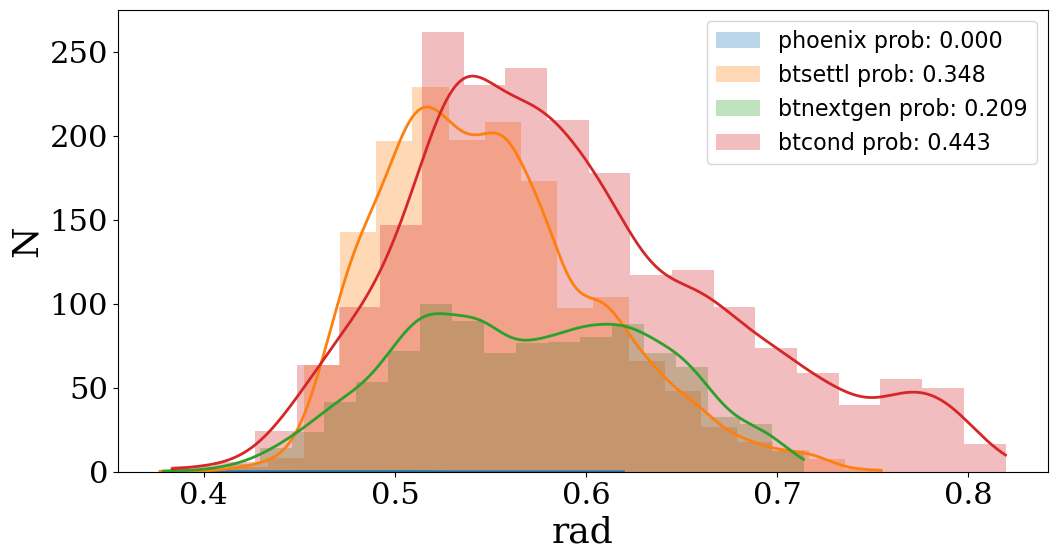 phoenix prob: 0.000
btsettl prob: 0.348
btnextgen prob: 0.209
btcond prob: 0.443
250
200
150
100
50
0
N
0.4 0.5 0.6 0.7 0.8
rad